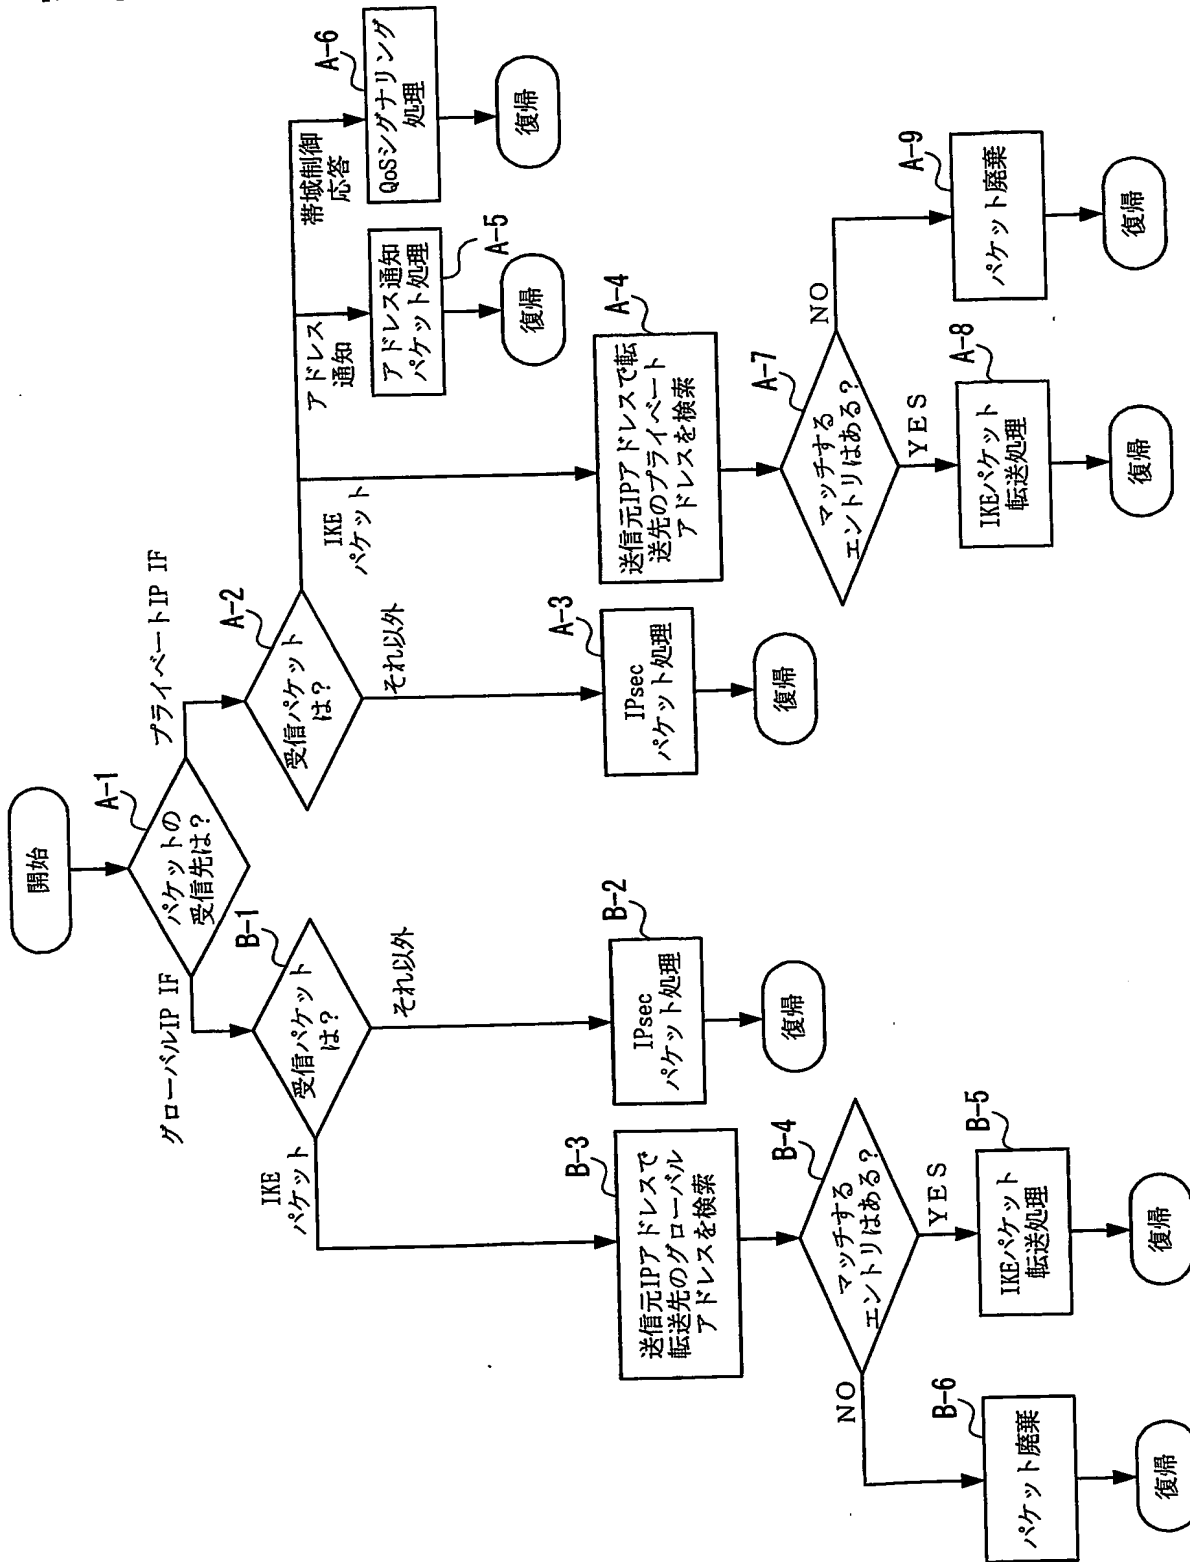 開始
A-1
パケットの
受信先は?
グローバルIP IF
プライベートIP IF
B-1
受信パケット
は?
IKE
パケット
それ以外
A-2
受信パケット
は?
それ以外
IKE
パケット
アドレス
通知
帯域制御
応答
A-6
QoSシグナリング
処理
復帰
A-5
アドレス通知
パケット処理
復帰
B-3
送信元IPアドレスで
転送先のグローバル
アドレスを検索
B-2
IPsec
パケット処理
復帰
A-3
IPsec
パケット処理
復帰
A-4
送信元IPアドレスで転
送先のプライベート
アドレスを検索
B-4
マッチする
エントリはある?
NO
YES
A-7
マッチする
エントリはある?
YES
NO
B-6
パケット廃棄
復帰
B-5
IKEパケット
転送処理
復帰
A-8
IKEパケット
転送処理
復帰
A-9
パケット廃棄
復帰